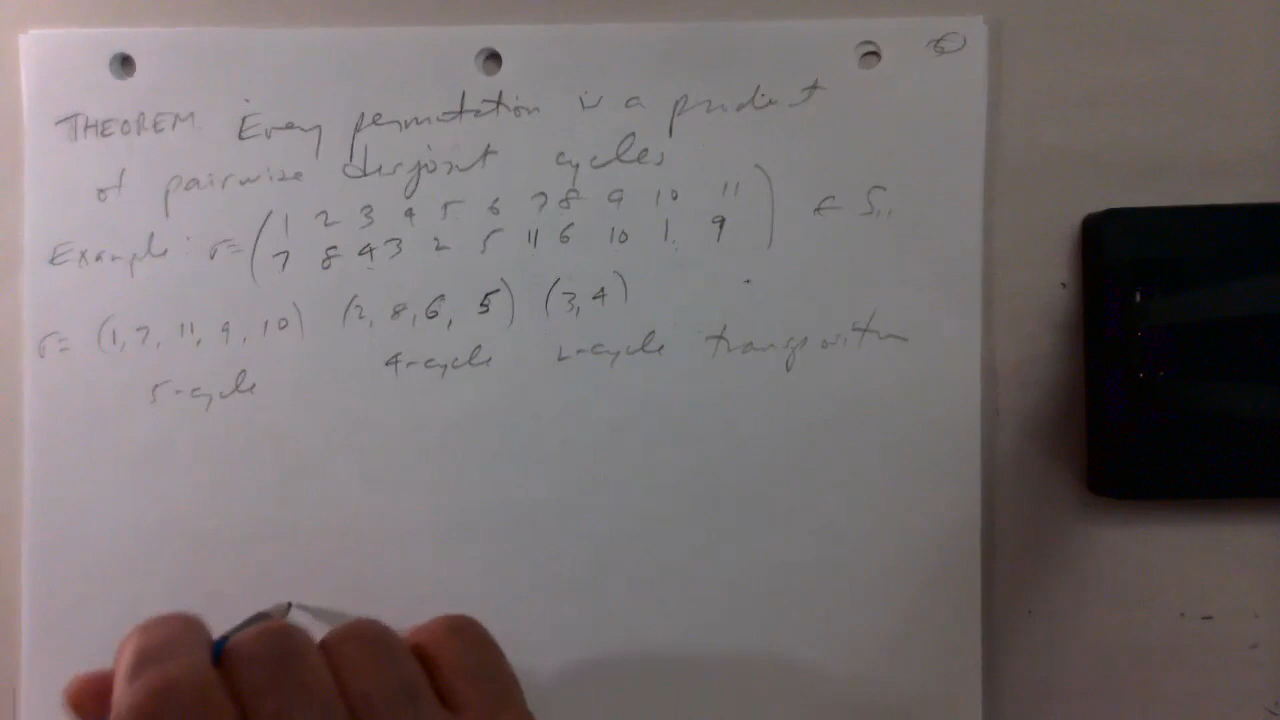 6
THEOREM. Every permutation is a product
of pairwise disjoint cycles
1 2 3 4 5 6 7 8 9 10 11
Example: σ = ( 7 8 4 3 2 5 11 6 10 1 9 ) ∈ S₁₁
σ = (1, 7, 11, 9, 10) (2, 8, 6, 5) (3, 4)
5-cycle 4-cycle 2-cycle transposition